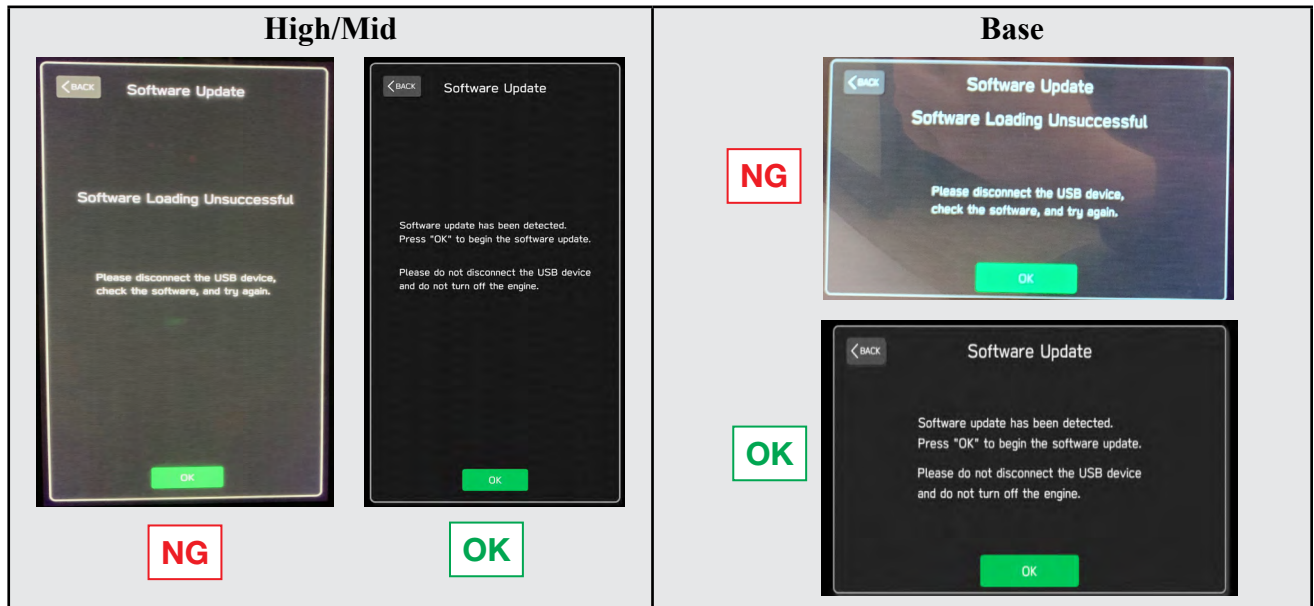 High/Mid
BACK
Software Update
Software Loading Unsuccessful
Please disconnect the USB device,
check the software, and try again.
OK
NG
BACK
Software Update
Software update has been detected.
Press "OK" to begin the software update.
Please do not disconnect the USB device
and do not turn off the engine.
OK
OK
Base
NG
BACK
Software Update
Software Loading Unsuccessful
Please disconnect the USB device,
check the software, and try again.
OK
OK
BACK
Software Update
Software update has been detected.
Press "OK" to begin the software update.
Please do not disconnect the USB device
and do not turn off the engine.
OK